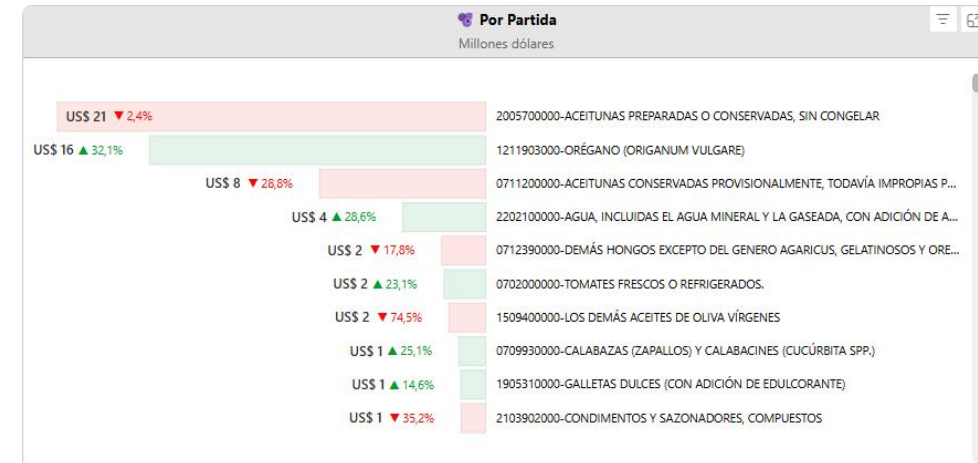 Por Partida
Millones dólares
US$ 21 ▼ 2,4% 2005700000-ACEITUNAS PREPARADAS O CONSERVADAS, SIN CONGELAR
US$ 16 ▲ 32,1% 1211903000-ORÉGANO (ORIGANUM VULGARE)
US$ 8 ▼ 28,8% 0711200000-ACEITUNAS CONSERVADAS PROVISIONALMENTE, TODAVÍA IMPROPIAS P...
US$ 4 ▲ 28,6% 2202100000-AGUA, INCLUIDAS EL AGUA MINERAL Y LA GASEADA, CON ADICIÓN DE A...
US$ 2 ▼ 17,8% 0712390000-DEMÁS HONGOS EXCEPTO DEL GENERO AGARICUS, GELATINOSOS Y ORE...
US$ 2 ▲ 23,1% 0702000000-TOMATES FRESCOS O REFRIGERADOS.
US$ 2 ▼ 74,5% 1509400000-LOS DEMÁS ACEITES DE OLIVA VÍRGENES
US$ 1 ▲ 25,1% 0709930000-CALABAZAS (ZAPALLOS) Y CALABACINES (CUCÚRBITA SPP.)
US$ 1 ▲ 14,6% 1905310000-GALLETAS DULCES (CON ADICIÓN DE EDULCORANTE)
US$ 1 ▼ 35,2% 2103902000-CONDIMENTOS Y SAZONADORES, COMPUESTOS